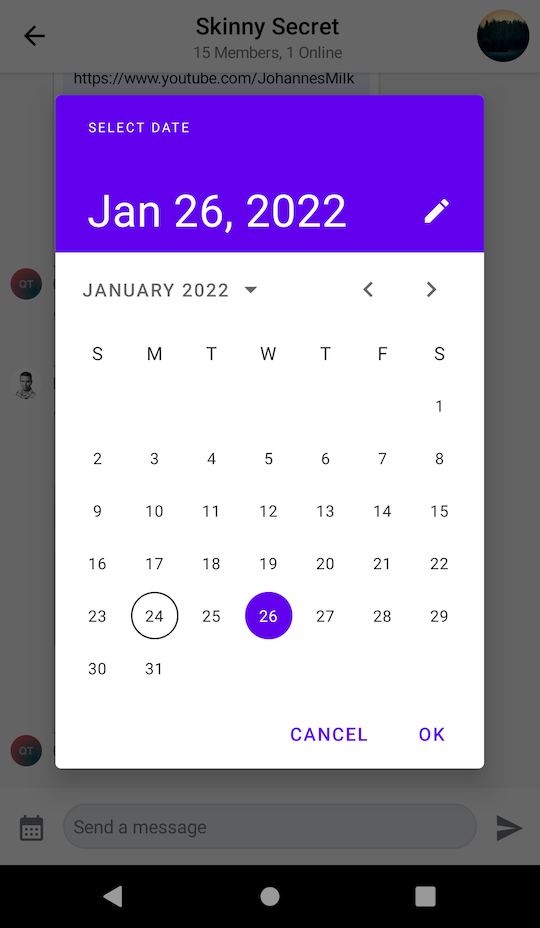 Skinny Secret
15 Members, 1 Online
https://www.youtube.com/JohannesMilk
SELECT DATE
Jan 26, 2022
JANUARY 2022
S M T W T F S
1
2 3 4 5 6 7 8
9 10 11 12 13 14 15
16 17 18 19 20 21 22
23 24 25 26 27 28 29
30 31
CANCEL OK
QT
QT
Send a message